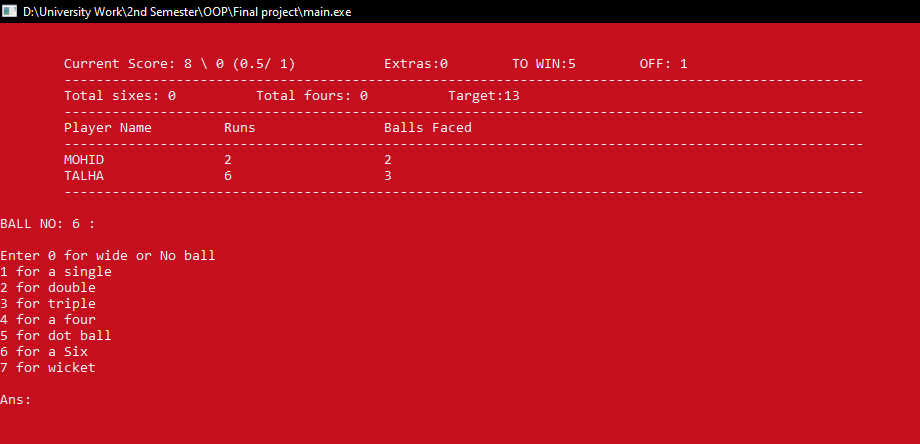 D:\University Work\2nd Semester\OOP\Final project\main.exe
Current Score: 8 \ 0 (0.5/ 1) Extras:0 TO WIN:5 OFF: 1
----------------------------------------------------------------------------------------------------
Total sixes: 0 Total fours: 0 Target:13
----------------------------------------------------------------------------------------------------
Player Name Runs Balls Faced
----------------------------------------------------------------------------------------------------
MOHID 2 2
TALHA 6 3
----------------------------------------------------------------------------------------------------
BALL NO: 6 :
Enter 0 for wide or No ball
1 for a single
2 for double
3 for triple
4 for a four
5 for dot ball
6 for a Six
7 for wicket
Ans: